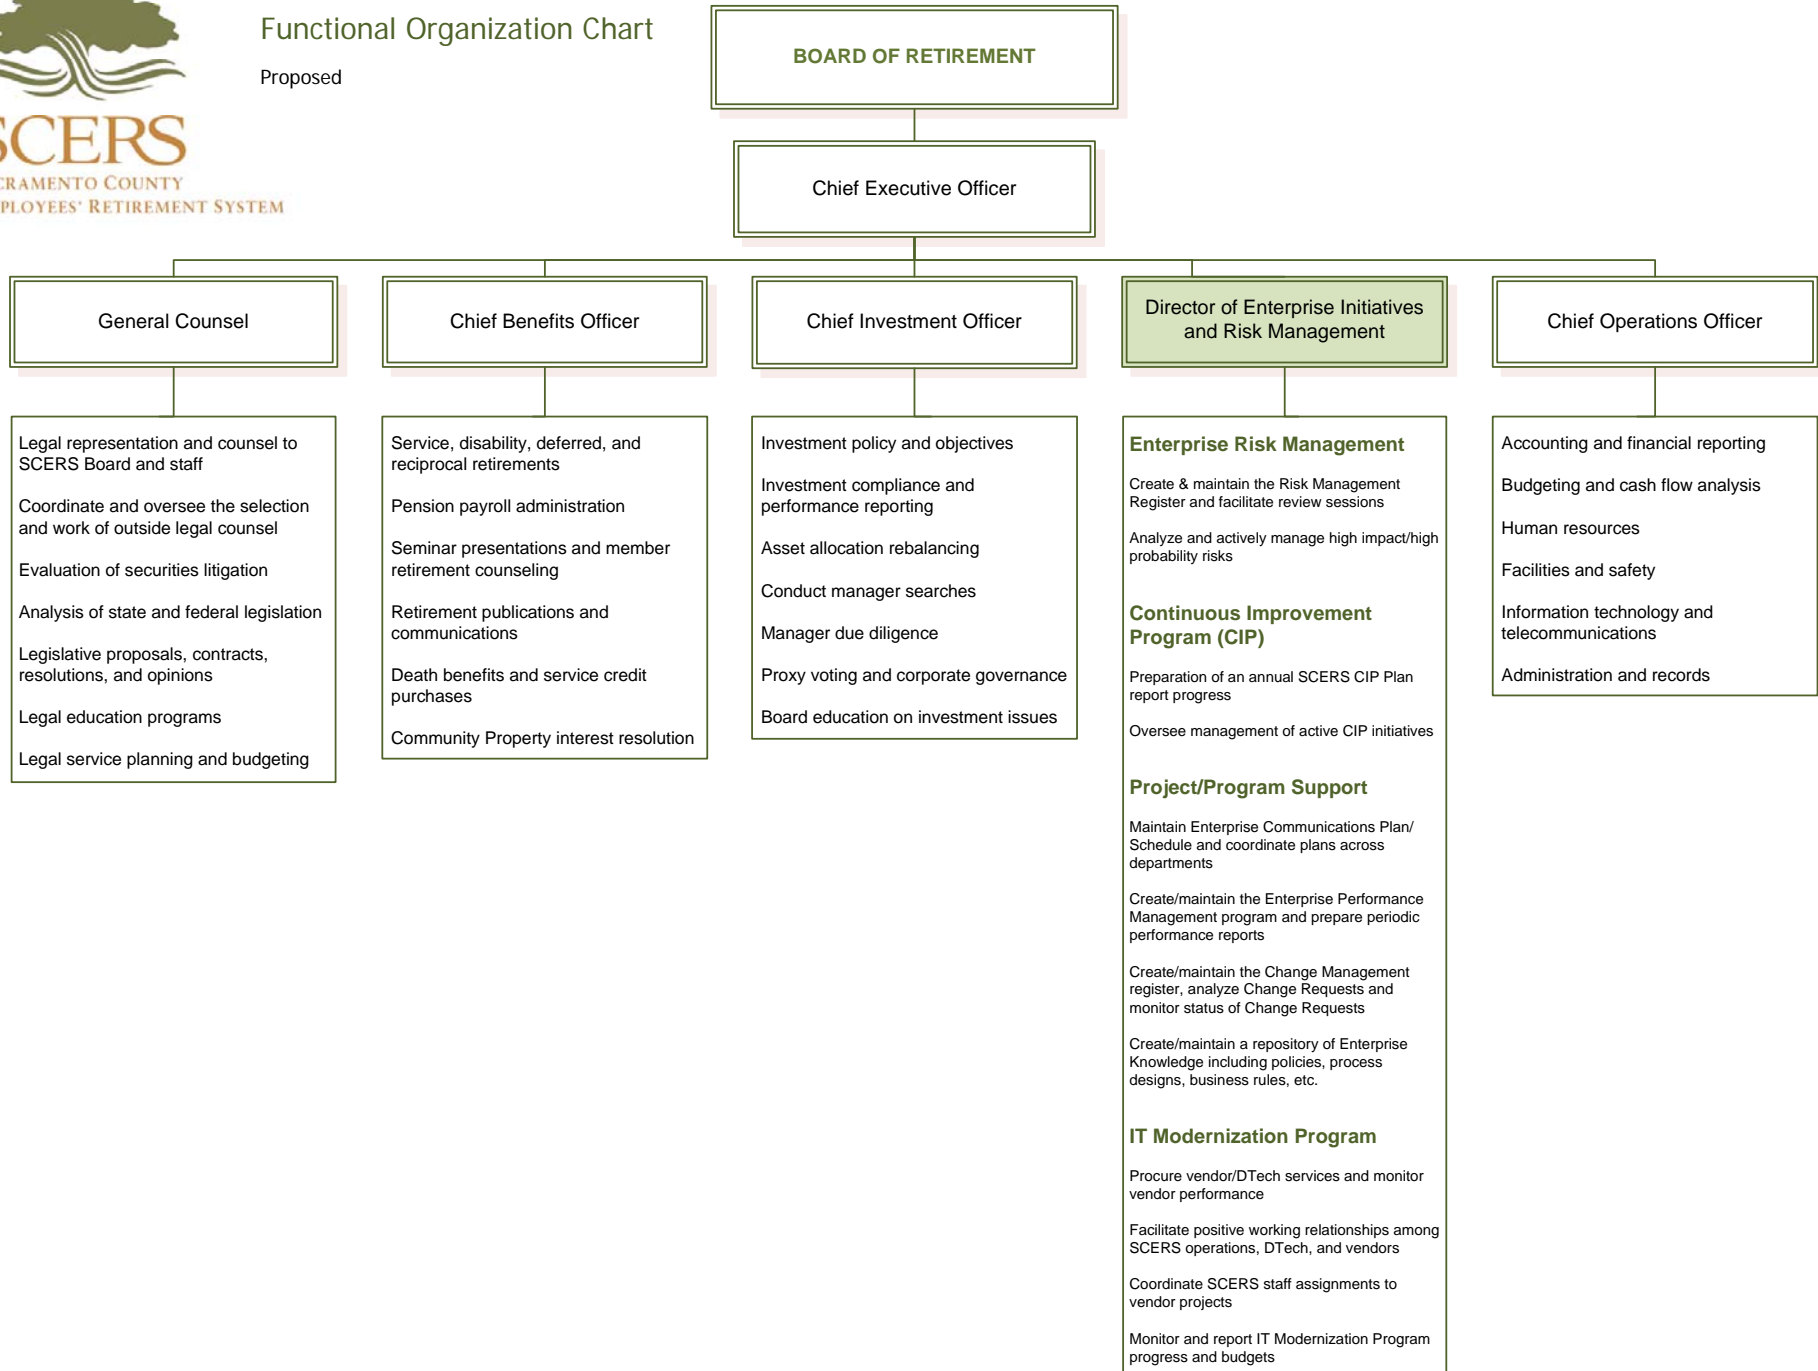 Functional Organization Chart
Proposed
SCERS
SACRAMENTO COUNTY
EMPLOYEES' RETIREMENT SYSTEM
BOARD OF RETIREMENT
Chief Executive Officer
General Counsel
Legal representation and counsel to
SCERS Board and staff
Coordinate and oversee the selection
and work of outside legal counsel
Evaluation of securities litigation
Analysis of state and federal legislation
Legislative proposals, contracts,
resolutions, and opinions
Legal education programs
Legal service planning and budgeting
Chief Benefits Officer
Service, disability, deferred, and
reciprocal retirements
Pension payroll administration
Seminar presentations and member
retirement counseling
Retirement publications and
communications
Death benefits and service credit
purchases
Community Property interest resolution
Chief Investment Officer
Investment policy and objectives
Investment compliance and
performance reporting
Asset allocation rebalancing
Conduct manager searches
Manager due diligence
Proxy voting and corporate governance
Board education on investment issues
Director of Enterprise Initiatives
and Risk Management
Enterprise Risk Management
Create & maintain the Risk Management
Register and facilitate review sessions
Analyze and actively manage high impact/high
probability risks
Continuous Improvement
Program (CIP)
Preparation of an annual SCERS CIP Plan
report progress
Oversee management of active CIP initiatives
Project/Program Support
Maintain Enterprise Communications Plan/
Schedule and coordinate plans across
departments
Create/maintain the Enterprise Performance
Management program and prepare periodic
performance reports
Create/maintain the Change Management
register, analyze Change Requests and
monitor status of Change Requests
Create/maintain a repository of Enterprise
Knowledge including policies, process
designs, business rules, etc.
IT Modernization Program
Procure vendor/DTech services and monitor
vendor performance
Facilitate positive working relationships among
SCERS operations, DTech, and vendors
Coordinate SCERS staff assignments to
vendor projects
Monitor and report IT Modernization Program
progress and budgets
Chief Operations Officer
Accounting and financial reporting
Budgeting and cash flow analysis
Human resources
Facilities and safety
Information technology and
telecommunications
Administration and records